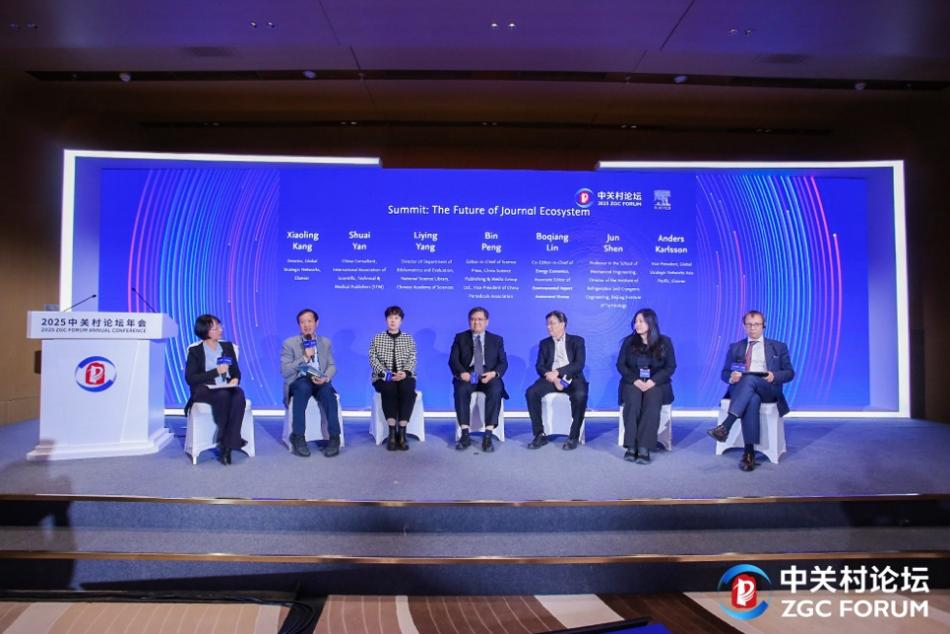 中关村论坛
2025 ZGC FORUM
ELSEVIER
Summit: The Future of Journal Ecosystem
Xiaoling
Kang
Director, Global
Strategic Networks,
Elsevier
Shuai
Yan
China Consultant,
International Association of
Scientific, Technical &
Medical Publishers (STM)
Liying
Yang
Director of Department of
Bibliometrics and Evaluation,
National Science Library,
Chinese Academy of Sciences
Bin
Peng
Editor-in-Chief of Science
Press, China Science
Publishing & Media Group
Ltd., Vice-President of China
Periodicals Association
Boqiang
Lin
Co-Editor-in-Chief of
Energy Economics,
Associate Editor of
Environmental Impact
Assessment Review
Jun
Shen
Professor in the School of
Mechanical Engineering,
Director of the Institute of
Refrigeration and Cryogenic
Engineering, Beijing Institute
of Technology
Anders
Karlsson
Vice President, Global
Strategic Networks Asia
Pacific, Elsevier
2025中关村论坛年会
2025 ZGC FORUM ANNUAL CONFERENCE
中关村论坛
ZGC FORUM